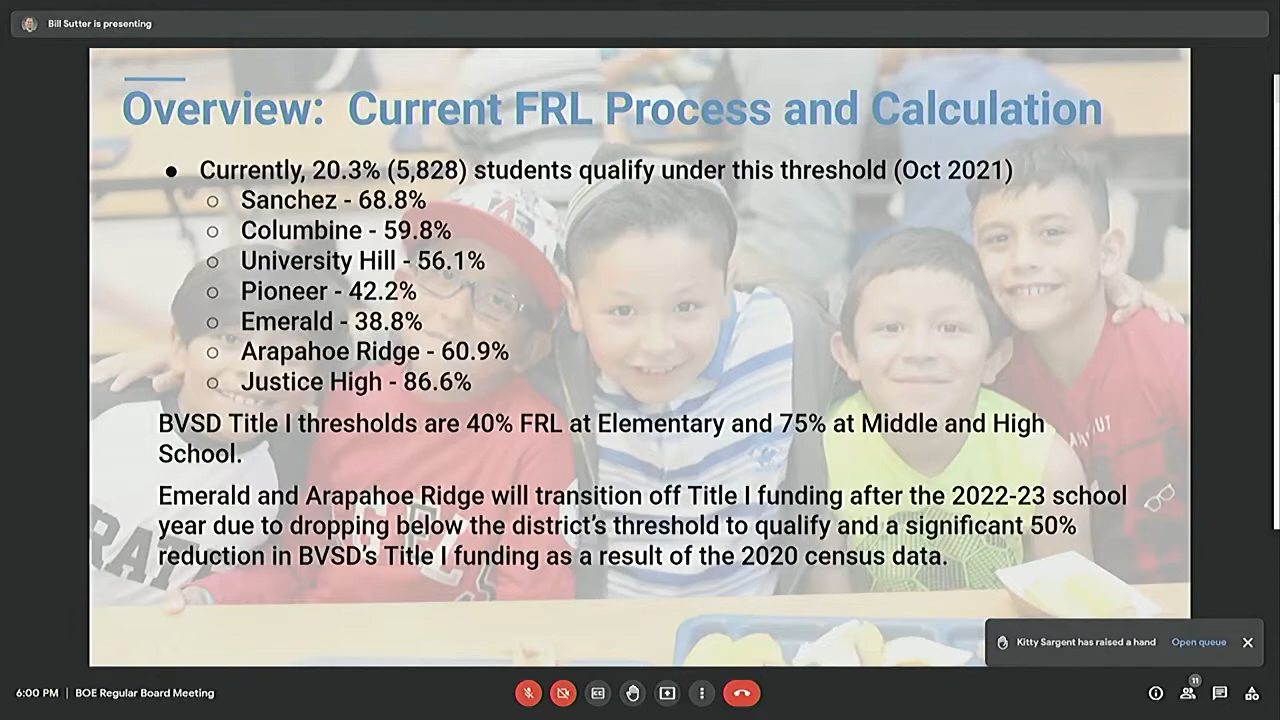 Bill Sutter is presenting
Overview: Current FRL Process and Calculation
● Currently, 20.3% (5,828) students qualify under this threshold (Oct 2021)
○ Sanchez - 68.8%
○ Columbine - 59.8%
○ University Hill - 56.1%
○ Pioneer - 42.2%
○ Emerald - 38.8%
○ Arapahoe Ridge - 60.9%
○ Justice High - 86.6%
BVSD Title I thresholds are 40% FRL at Elementary and 75% at Middle and High
School.
Emerald and Arapahoe Ridge will transition off Title I funding after the 2022-23 school
year due to dropping below the district's threshold to qualify and a significant 50%
reduction in BVSD's Title I funding as a result of the 2020 census data.
Kitty Sargent has raised a hand Open queue
11
6:00 PM | BOE Regular Board Meeting